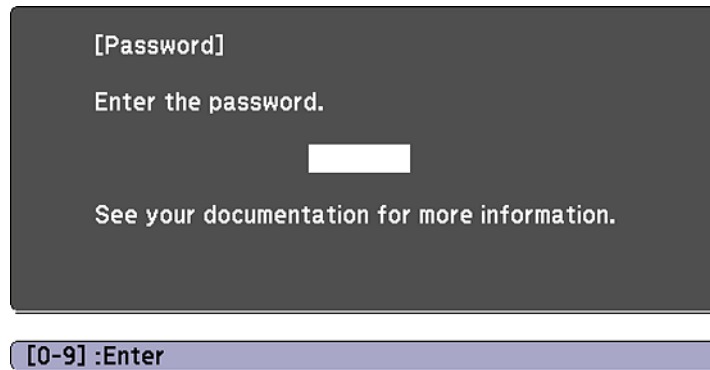 [Password]
Enter the password.
See your documentation for more information.
[0-9] :Enter